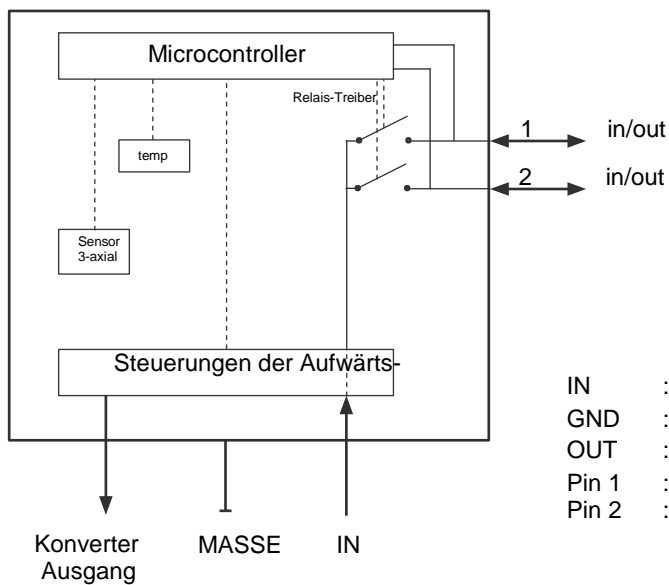 Microcontroller
Relais-Treiber
temp
Sensor
3-axial
1 in/out
2 in/out
Steuerungen der Aufwärts-
IN :
GND :
OUT :
Pin 1 :
Pin 2 :
Konverter
Ausgang
MASSE
IN